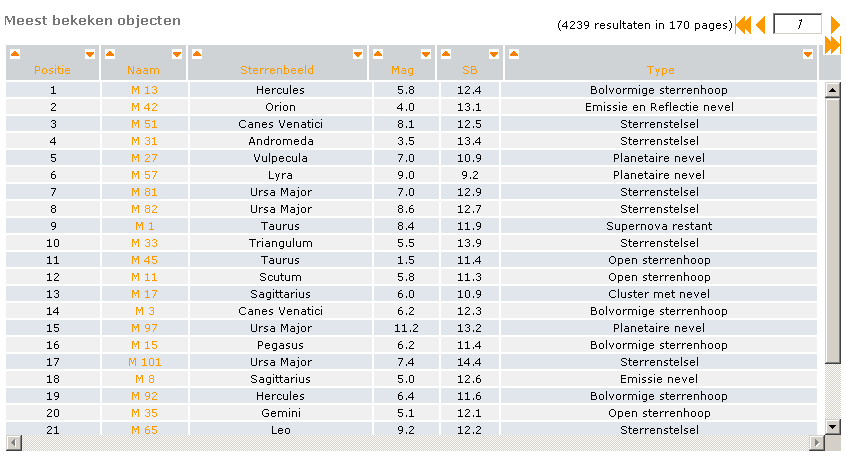 Meest bekeken objecten
(4239 resultaten in 170 pages) 1
Positie Naam Sterrenbeeld Mag SB Type
1 M 13 Hercules 5.8 12.4 Bolvormige sterrenhoop
2 M 42 Orion 4.0 13.1 Emissie en Reflectie nevel
3 M 51 Canes Venatici 8.1 12.5 Sterrenstelsel
4 M 31 Andromeda 3.5 13.4 Sterrenstelsel
5 M 27 Vulpecula 7.0 10.9 Planetaire nevel
6 M 57 Lyra 9.0 9.2 Planetaire nevel
7 M 81 Ursa Major 7.0 12.9 Sterrenstelsel
8 M 82 Ursa Major 8.6 12.7 Sterrenstelsel
9 M 1 Taurus 8.4 11.9 Supernova restant
10 M 33 Triangulum 5.5 13.9 Sterrenstelsel
11 M 45 Taurus 1.5 11.4 Open sterrenhoop
12 M 11 Scutum 5.8 11.3 Open sterrenhoop
13 M 17 Sagittarius 6.0 10.9 Cluster met nevel
14 M 3 Canes Venatici 6.2 12.3 Bolvormige sterrenhoop
15 M 97 Ursa Major 11.2 13.2 Planetaire nevel
16 M 15 Pegasus 6.2 11.4 Bolvormige sterrenhoop
17 M 101 Ursa Major 7.4 14.4 Sterrenstelsel
18 M 8 Sagittarius 5.0 12.6 Emissie nevel
19 M 92 Hercules 6.4 11.6 Bolvormige sterrenhoop
20 M 35 Gemini 5.1 12.1 Open sterrenhoop
21 M 65 Leo 9.2 12.2 Sterrenstelsel